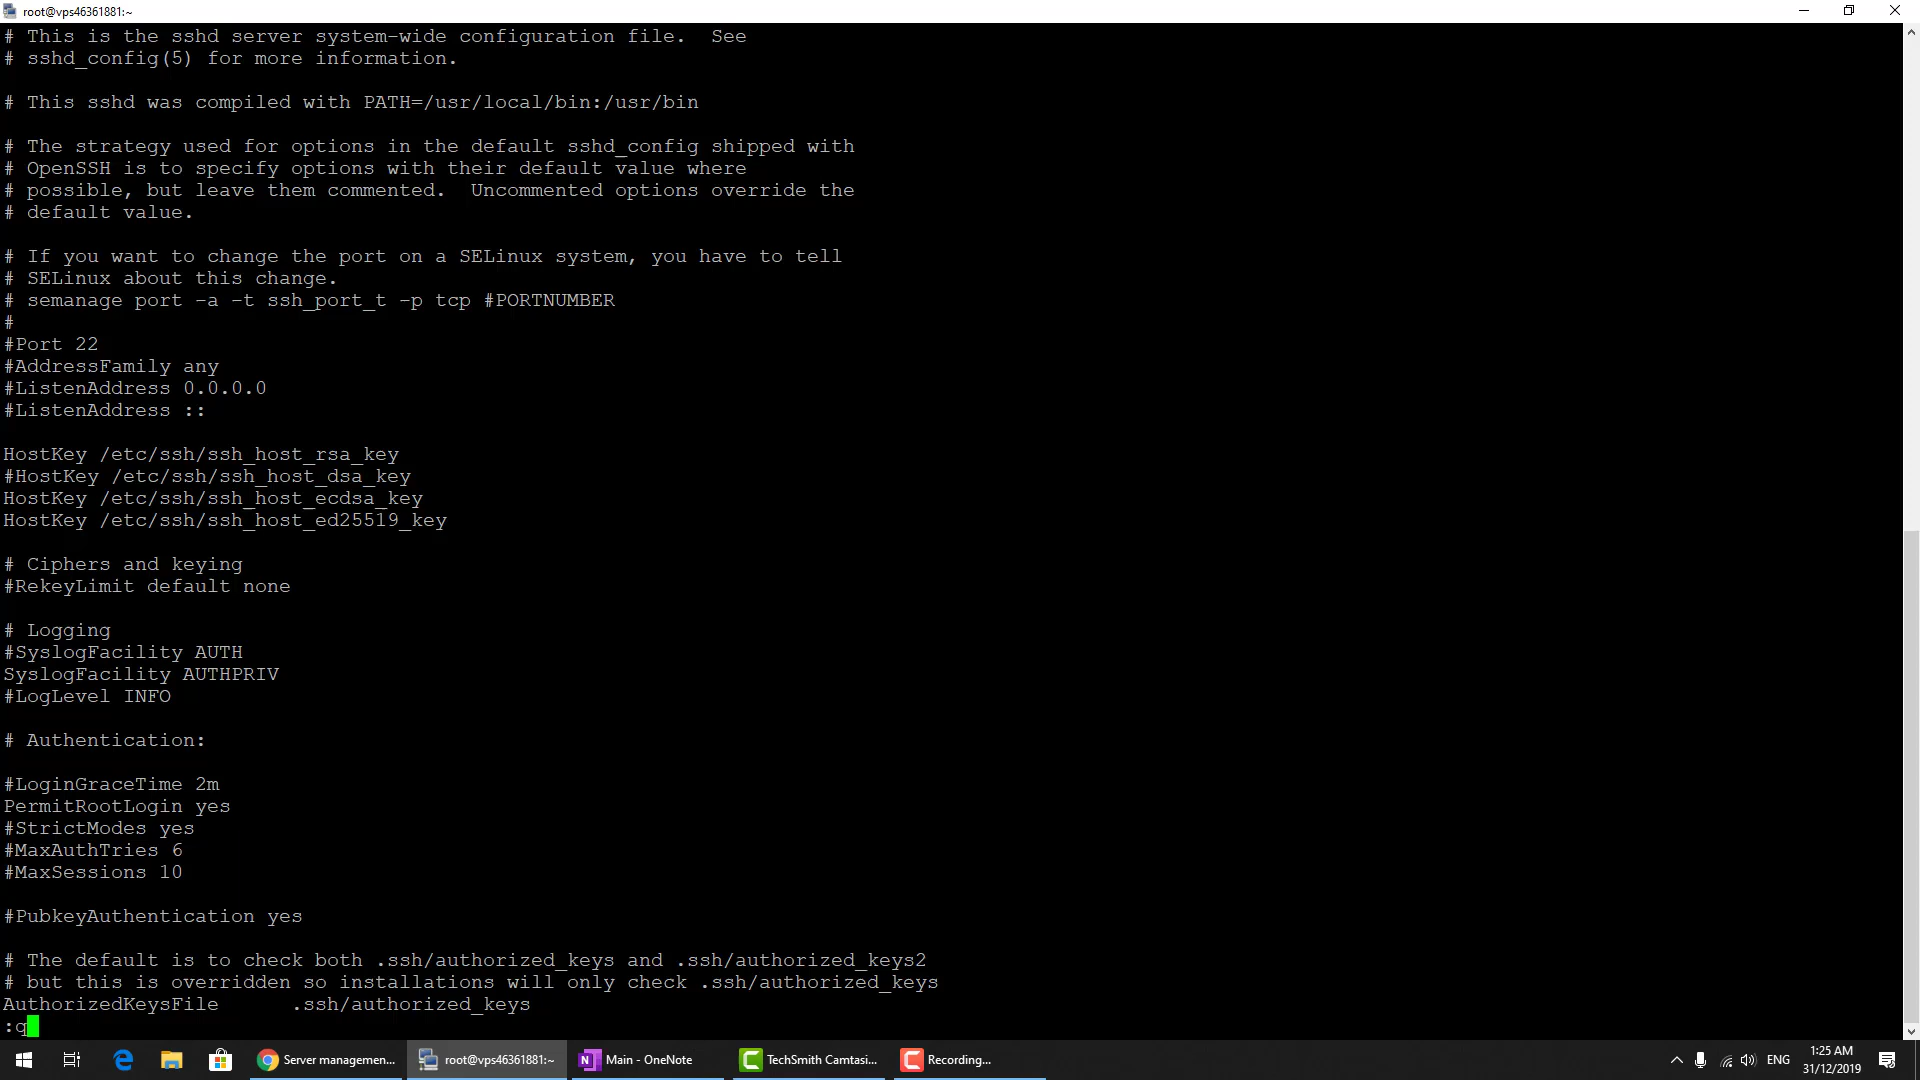 root@vps46361881:~
# This is the sshd server system-wide configuration file.  See
# sshd_config(5) for more information.
# This sshd was compiled with PATH=/usr/local/bin:/usr/bin
# The strategy used for options in the default sshd_config shipped with
# OpenSSH is to specify options with their default value where
# possible, but leave them commented.  Uncommented options override the
# default value.
# If you want to change the port on a SELinux system, you have to tell
# SELinux about this change.
# semanage port -a -t ssh_port_t -p tcp #PORTNUMBER
#
#Port 22
#AddressFamily any
#ListenAddress 0.0.0.0
#ListenAddress ::
HostKey /etc/ssh/ssh_host_rsa_key
#HostKey /etc/ssh/ssh_host_dsa_key
HostKey /etc/ssh/ssh_host_ecdsa_key
HostKey /etc/ssh/ssh_host_ed25519_key
# Ciphers and keying
#RekeyLimit default none
# Logging
#SyslogFacility AUTH
SyslogFacility AUTHPRIV
#LogLevel INFO
# Authentication:
#LoginGraceTime 2m
PermitRootLogin yes
#StrictModes yes
#MaxAuthTries 6
#MaxSessions 10
#PubkeyAuthentication yes
# The default is to check both .ssh/authorized_keys and .ssh/authorized_keys2
# but this is overridden so installations will only check .ssh/authorized_keys
AuthorizedKeysFile      .ssh/authorized_keys
:q
Server managemen... root@vps46361881:~ Main - OneNote TechSmith Camtasi... Recording... ENG 1:25 AM
31/12/2019